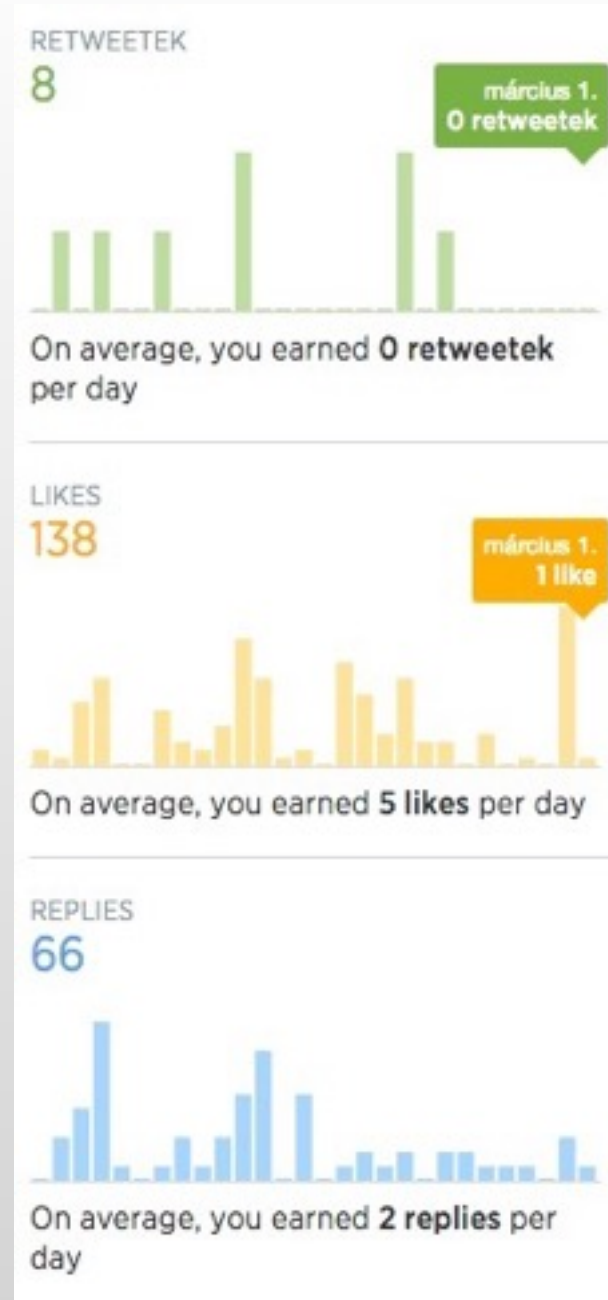 RETWEETEK
8
március 1.
0 retweetek
On average, you earned 0 retweetek
per day
LIKES
138
március 1.
1 like
On average, you earned 5 likes per day
REPLIES
66
On average, you earned 2 replies per
day